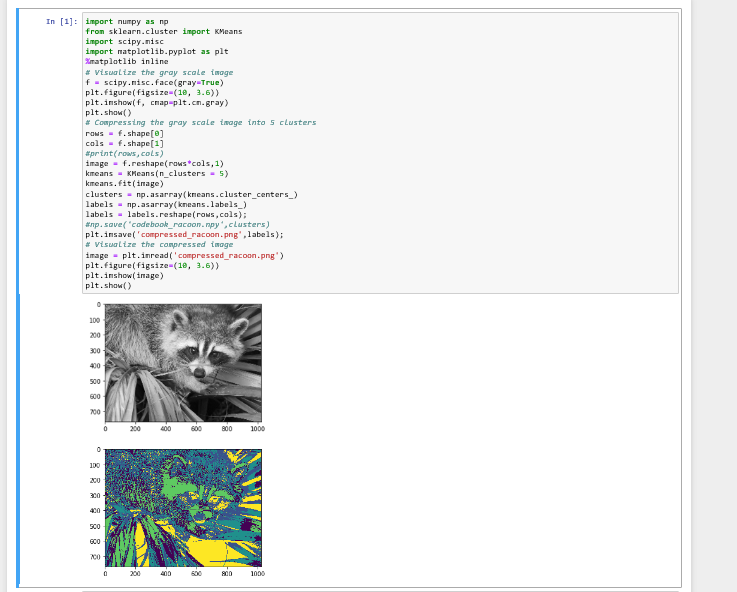 In [1]:
import numpy as np
from sklearn.cluster import KMeans
import scipy.misc
import matplotlib.pyplot as plt
%matplotlib inline
# Visualize the gray scale image
f = scipy.misc.face(gray=True)
plt.figure(figsize=(10, 3.6))
plt.imshow(f, cmap=plt.cm.gray)
plt.show()
# Compressing the gray scale image into 5 clusters
rows = f.shape[0]
cols = f.shape[1]
#print(rows,cols)
image = f.reshape(rows*cols,1)
kmeans = KMeans(n_clusters = 5)
kmeans.fit(image)
clusters = np.asarray(kmeans.cluster_centers_)
labels = np.asarray(kmeans.labels_)
labels = labels.reshape(rows,cols);
#np.save('codebook_racoon.npy',clusters)
plt.imsave('compressed_racoon.png',labels);
# Visualize the compressed image
image = plt.imread('compressed_racoon.png')
plt.figure(figsize=(10, 3.6))
plt.imshow(image)
plt.show()
0
100
200
300
400
500
600
700
0 200 400 600 800 1000
0
100
200
300
400
500
600
700
0 200 400 600 800 1000